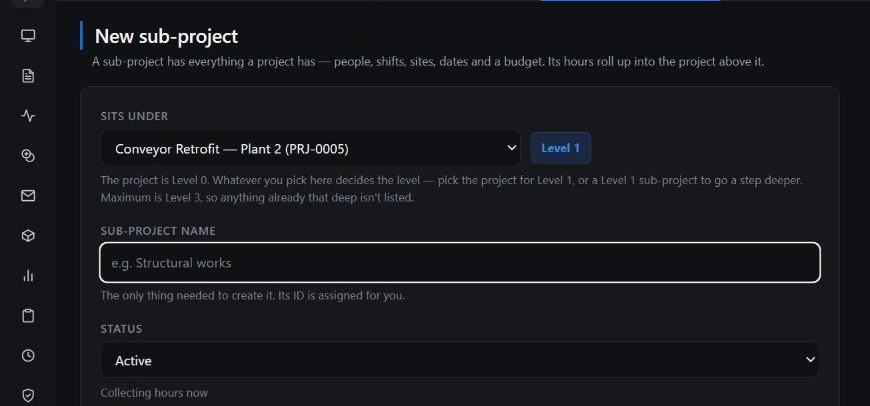 New sub-project
A sub-project has everything a project has — people, shifts, sites, dates and a budget. Its hours roll up into the project above it.
SITS UNDER
Conveyor Retrofit — Plant 2 (PRJ-0005)
Level 1
The project is Level 0. Whatever you pick here decides the level — pick the project for Level 1, or a Level 1 sub-project to go a step deeper.
Maximum is Level 3, so anything already that deep isn't listed.
SUB-PROJECT NAME
e.g. Structural works
The only thing needed to create it. Its ID is assigned for you.
STATUS
Active
Collecting hours now